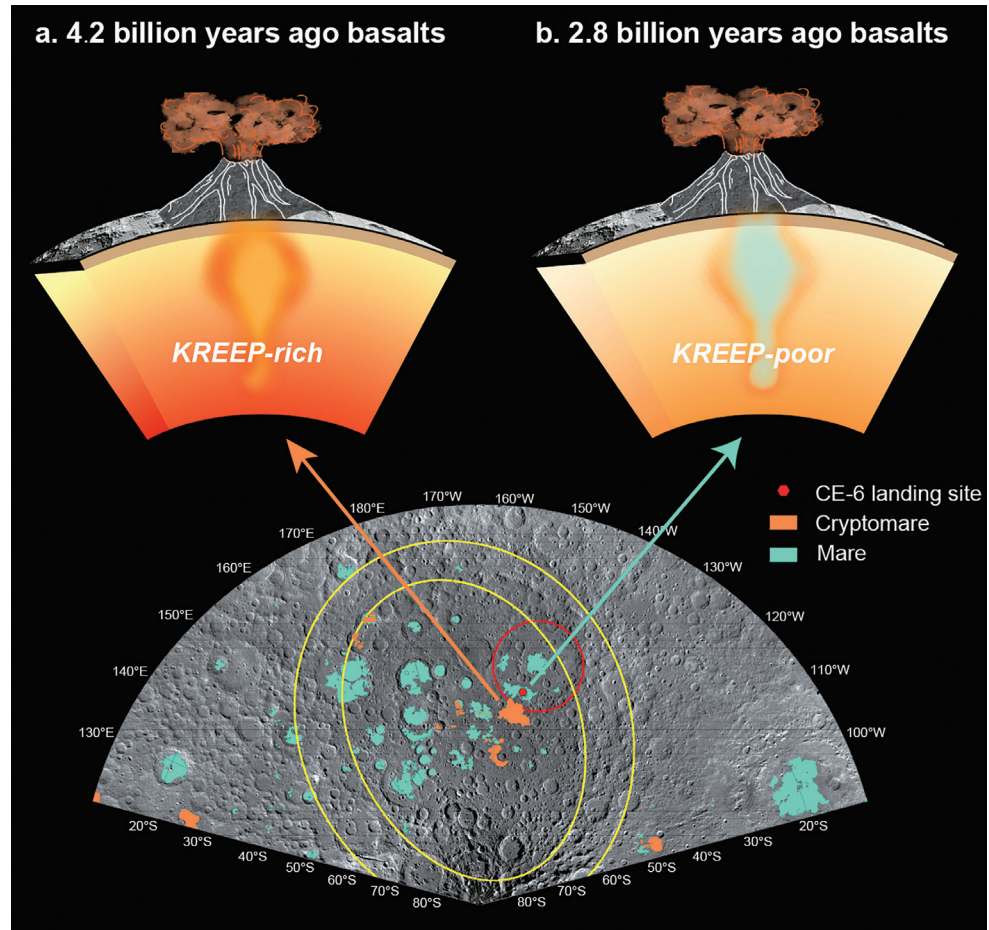 a. 4.2 billion years ago basalts
b. 2.8 billion years ago basalts
KREEP-rich
KREEP-poor
CE-6 landing site
Cryptomare
Mare
130°E
140°E
150°E
160°E
170°E
180°E
170°W
160°W
150°W
140°W
130°W
120°W
110°W
100°W
20°S
30°S
40°S
50°S
60°S
70°S
80°S
80°S
70°S
60°S
50°S
40°S
30°S
20°S